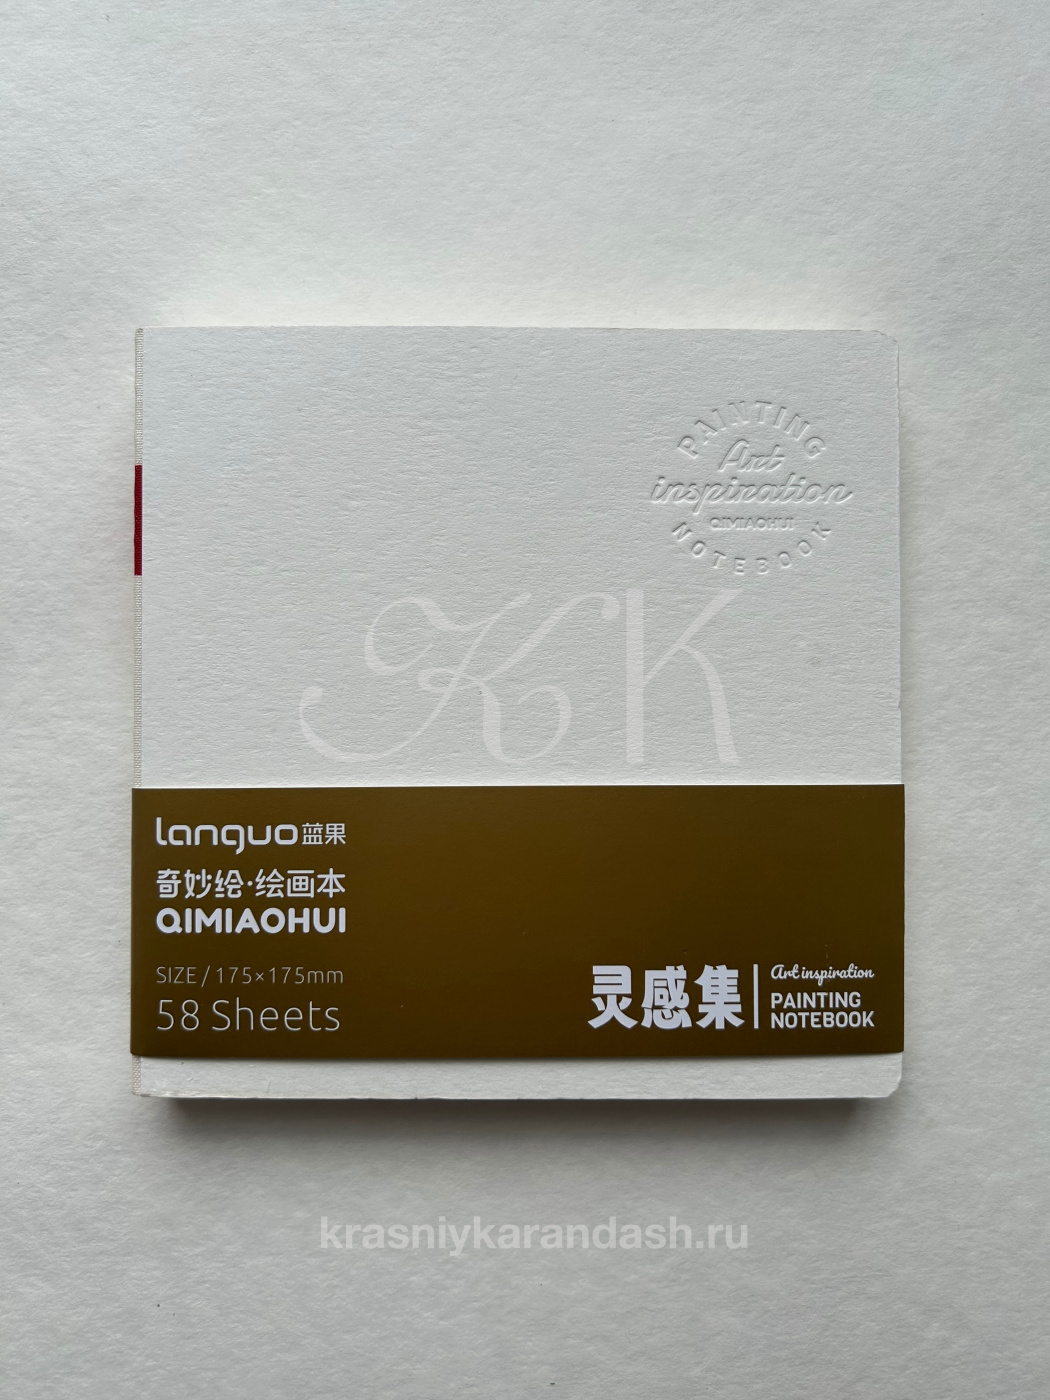 PAINTING
Art
inspiration
QIMIAOHUI
NOTEBOOK
KK
languo蓝果
奇妙绘·绘画本
QIMIAOHUI
SIZE / 175×175mm
58 Sheets
灵感集
Art inspiration
PAINTING
NOTEBOOK
krasniykarandash.ru